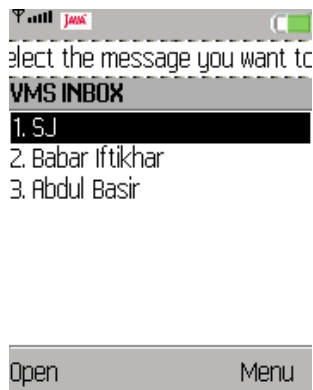 JAVA
elect the message you want to
VMS INBOX
1. SJ
2. Babar Iftikhar
3. Abdul Basir
Open Menu